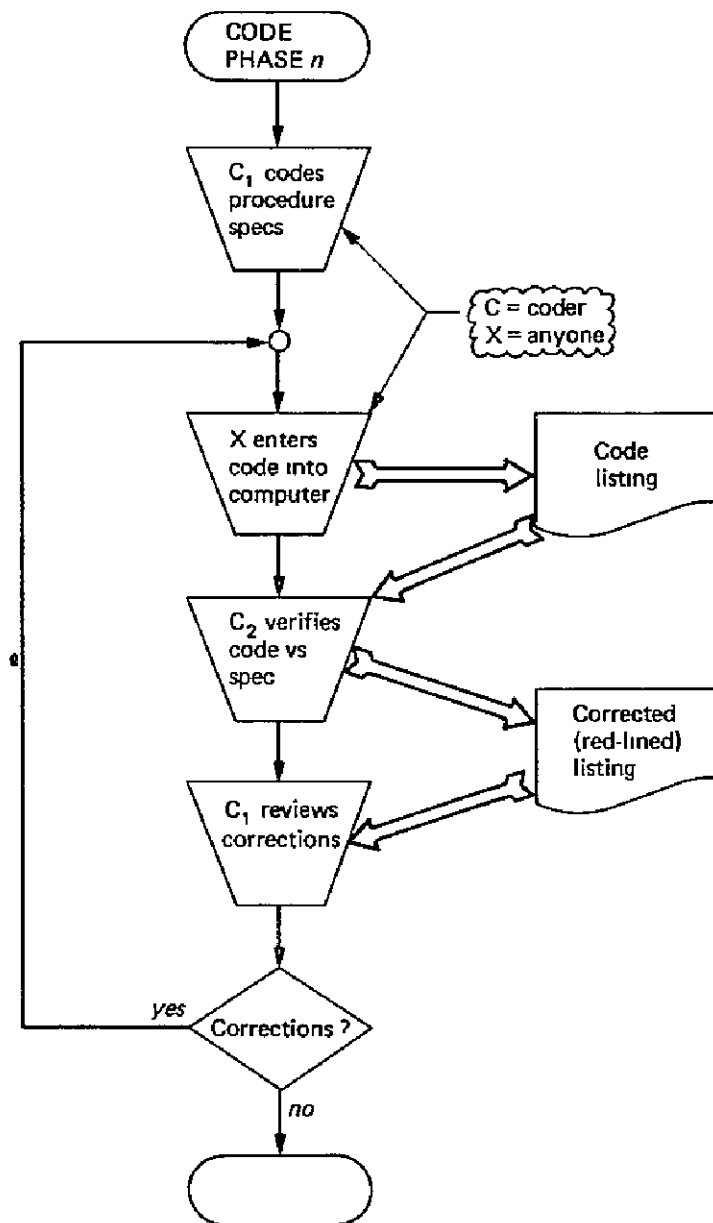 CODE
PHASE n
C₁ codes
procedure
specs
C = coder
X = anyone
X enters
code into
computer
Code
listing
C₂ verifies
code vs
spec
Corrected
(red-lined)
listing
C₁ reviews
corrections
yes
Corrections ?
no